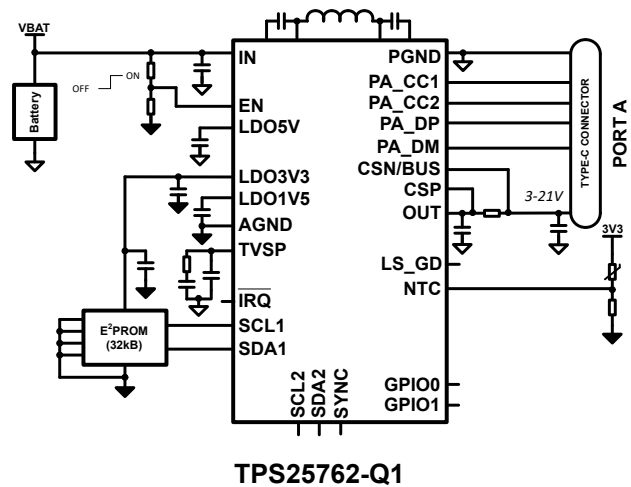 VBAT
OFF
ON
Battery
IN
EN
LDO5V
LDO3V3
LDO1V5
AGND
TVSP
IRQ
SCL1
SDA1
E²PROM
(32kB)
SCL2
SDA2
SYNC
PGND
PA_CC1
PA_CC2
PA_DP
PA_DM
CSN/BUS
CSP
OUT
LS_GD
NTC
GPIO0
GPIO1
3-21V
TYPE-C CONNECTOR
PORT A
3V3
TPS25762-Q1